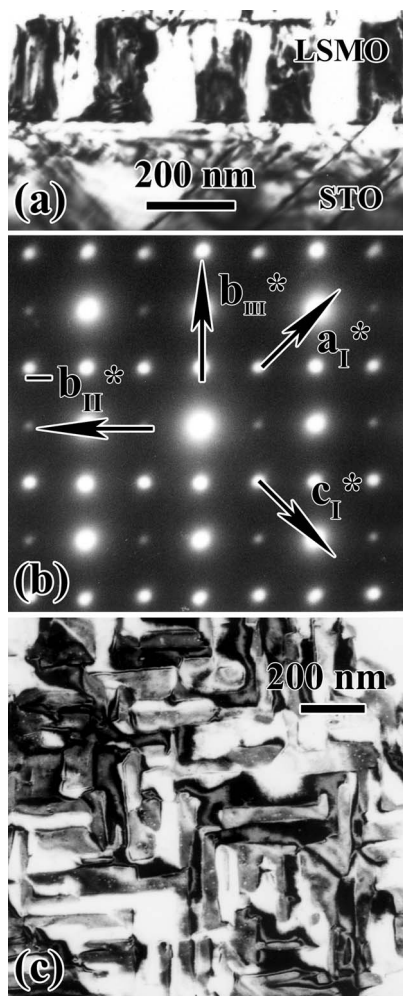 LSMO
200 nm
(a)
STO
b_III*
a_I*
b_II*
c_I*
(b)
200 nm
(c)